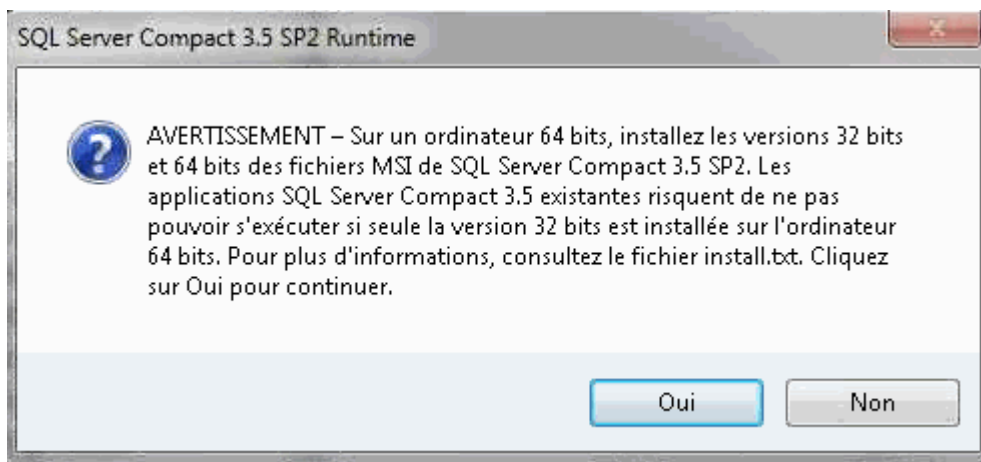 SQL Server Compact 3.5 SP2 Runtime
AVERTISSEMENT – Sur un ordinateur 64 bits, installez les versions 32 bits
et 64 bits des fichiers MSI de SQL Server Compact 3.5 SP2. Les
applications SQL Server Compact 3.5 existantes risquent de ne pas
pouvoir s'exécuter si seule la version 32 bits est installée sur l'ordinateur
64 bits. Pour plus d'informations, consultez le fichier install.txt. Cliquez
sur Oui pour continuer.
Oui
Non